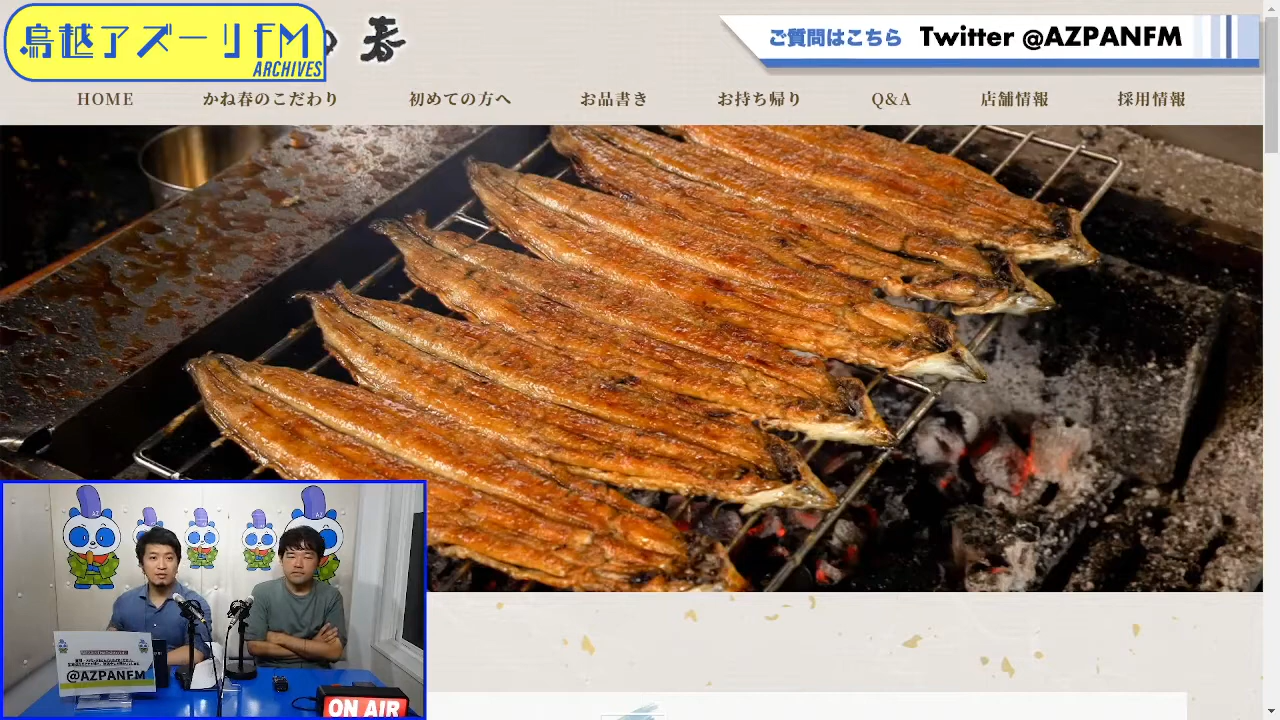 鳥越アズーリFM
ARCHIVES
春
ご質問はこちら Twitter @AZPANFM
HOME かね春のこだわり 初めての方へ お品書き お持ち帰り Q&A 店舗情報 採用情報
@AZPANFM
ON AIR